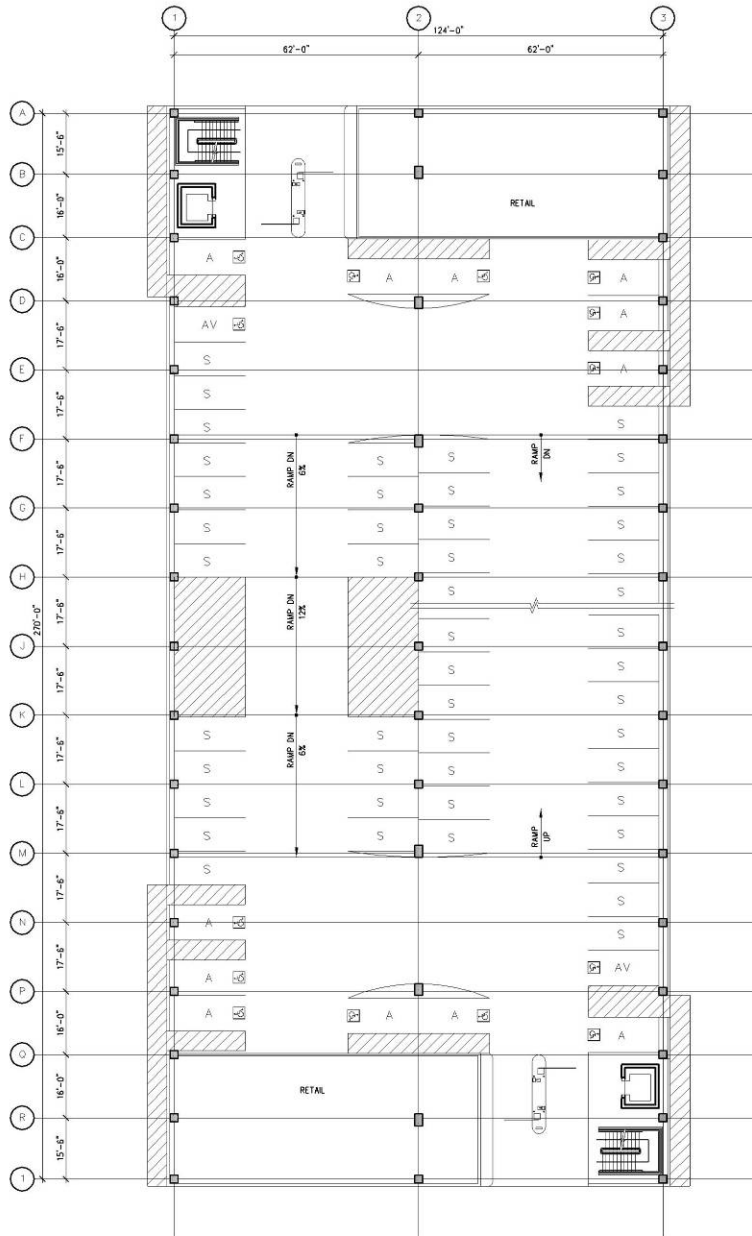 1 2 3
124'-0"
62'-0" 62'-0"
A
15'-6"
B
RETAIL
16'-0"
C
A
16'-0"
A A A
D
A
AV
17'-6"
S
E
A
S
17'-6"
S S
F
RAMP DN 6%
RAMP DN
S S S S
17'-6"
S S S S
G
S S S S
17'-6"
S S S S
H
S S
17'-6"
RAMP DN 12%
270'-0"
S S
J
S S
17'-6"
S S
K
S S S S
17'-6"
RAMP DN 6%
S S S S
L
S S S S
17'-6"
RAMP UP
S S S S
M
S S
17'-6"
S
N
A
S
17'-6"
A AV
P
A A A
16'-0"
A
Q
16'-0"
RETAIL
R
15'-6"
1